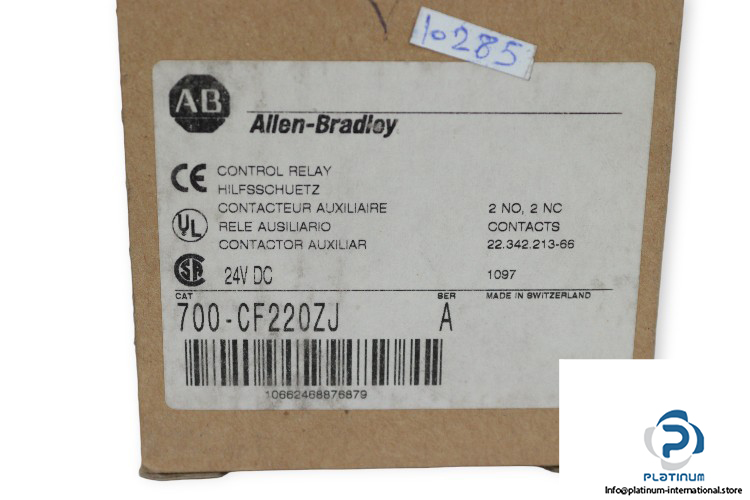 10285
AB
Allen-Bradley
CE CONTROL RELAY
HILFSSCHUETZ
CONTACTEUR AUXILIAIRE 2 NO, 2 NC
UL RELE AUSILIARIO CONTACTS
CONTACTOR AUXILIAR 22.342.213-66
SA 24V DC 1097
CAT SER MADE IN SWITZERLAND
700-CF220ZJ A
10662468876879
PLATINUM
Info@platinum-international.store